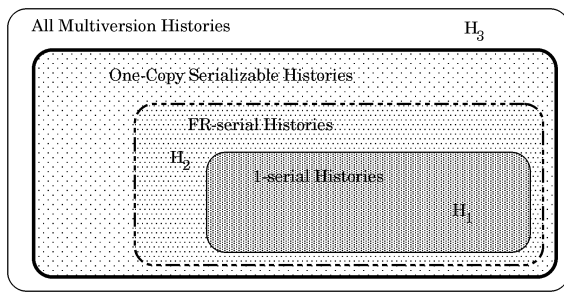 All Multiversion Histories
H3
One-Copy Serializable Histories
FR-serial Histories
H2
1-serial Histories
H1